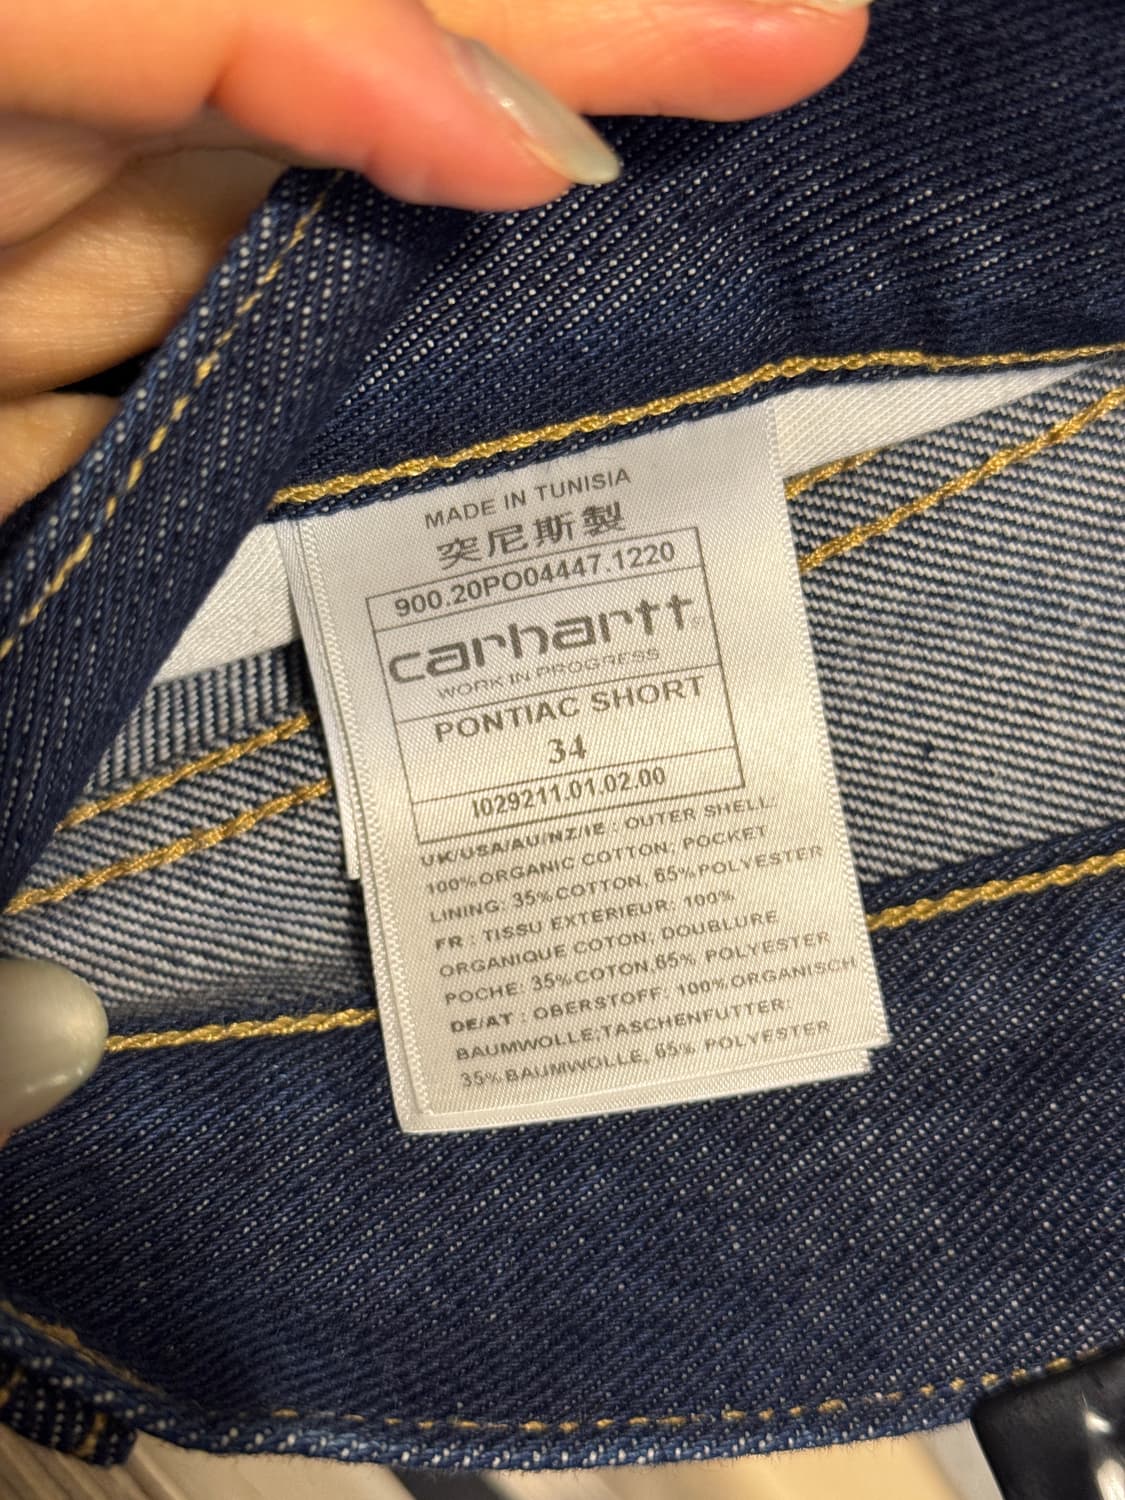 MADE IN TUNISIA
突尼斯製
900.20PO04447.1220
carhartt
WORK IN PROGRESS
PONTIAC SHORT
34
I029211.01.02.00
UK/USA/AU/NZ/IE : OUTER SHELL:
100%ORGANIC COTTON; POCKET
LINING: 35%COTTON, 65%POLYESTER
FR : TISSU EXTERIEUR: 100%
ORGANIQUE COTON; DOUBLURE
POCHE: 35%COTON,65% POLYESTER
DE/AT : OBERSTOFF: 100%ORGANISCH
BAUMWOLLE;TASCHENFUTTER:
35%BAUMWOLLE, 65% POLYESTER